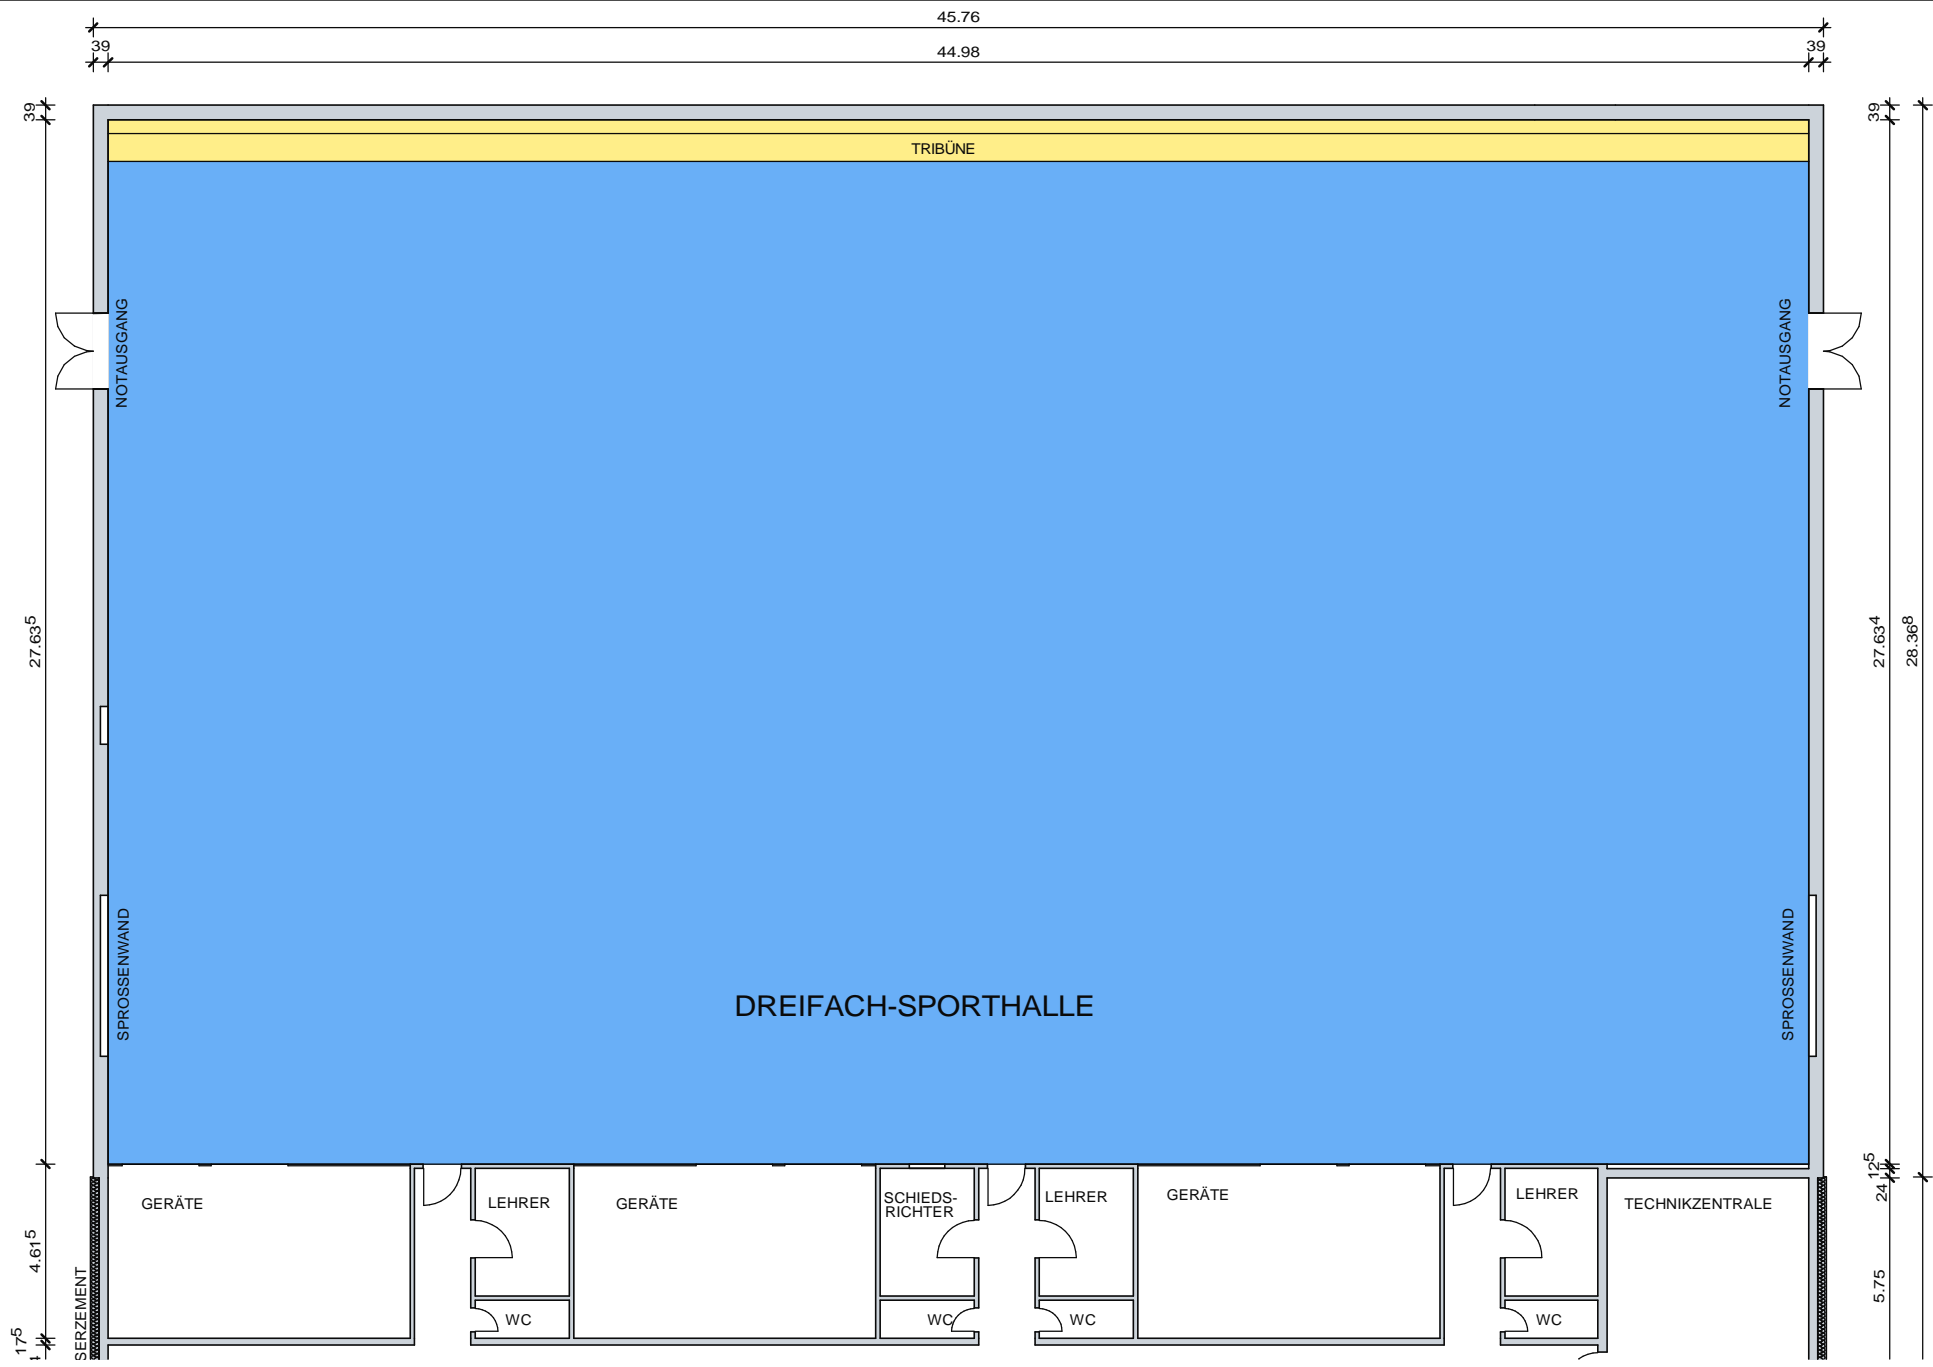 45.76
39
44.98
39
39
39
TRIBÜNE
NOTAUSGANG
NOTAUSGANG
27.63⁵
27.63⁴
28.36⁸
SPROSSENWAND
SPROSSENWAND
DREIFACH-SPORTHALLE
12⁵
24
GERÄTE
LEHRER
GERÄTE
SCHIEDS-
RICHTER
LEHRER
GERÄTE
LEHRER
TECHNIKZENTRALE
4.61⁵
5.75
SERZEMENT
WC
WC
WC
WC
17⁵